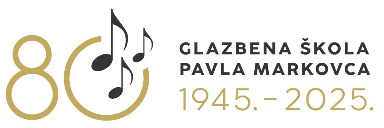 80
GLAZBENA ŠKOLA
PAVLA MARKOVCA
1945.-2025.